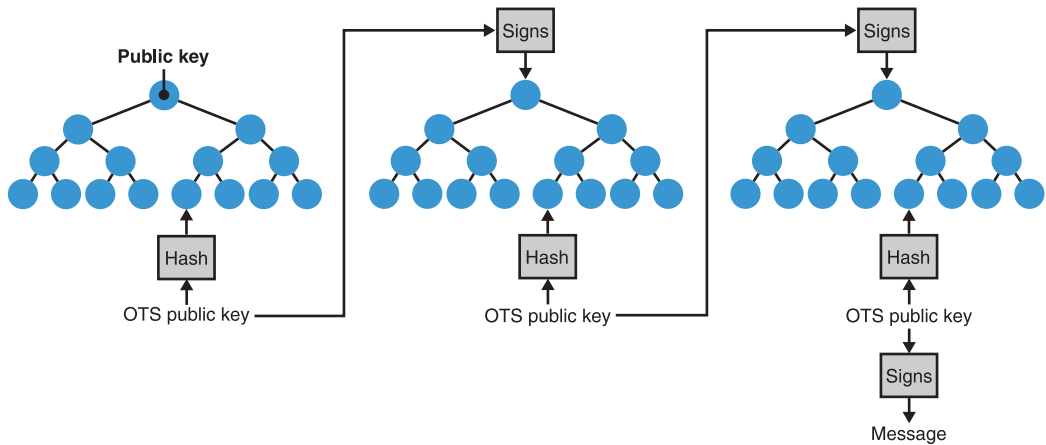 Public key
Hash
OTS public key
Signs
Hash
OTS public key
Signs
Hash
OTS public key
Signs
Message